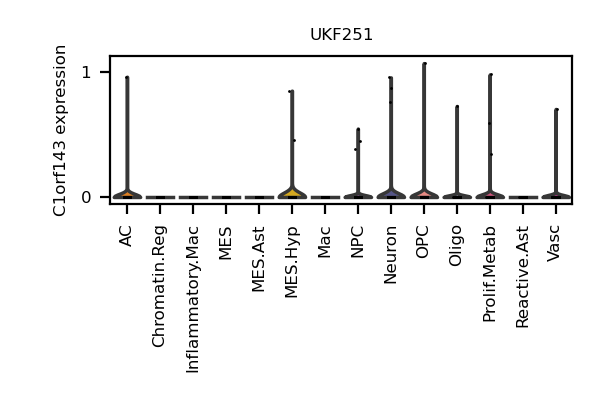 UKF251
C1orf143 expression
1
0
AC
Chromatin.Reg
Inflammatory.Mac
MES
MES.Ast
MES.Hyp
Mac
NPC
Neuron
OPC
Oligo
Prolif.Metab
Reactive.Ast
Vasc